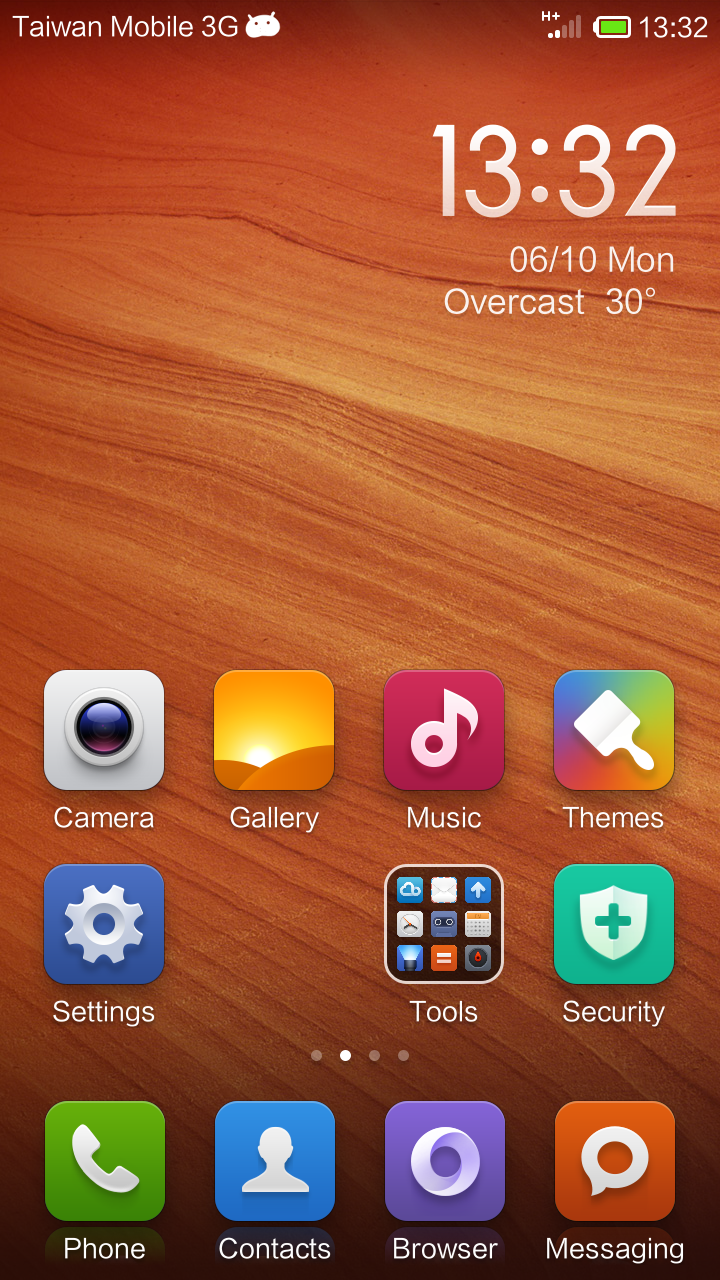 Taiwan Mobile 3G
H+
13:32
13:32
06/10 Mon
Overcast 30°
Camera
Gallery
Music
Themes
Settings
Tools
Security
Phone
Contacts
Browser
Messaging